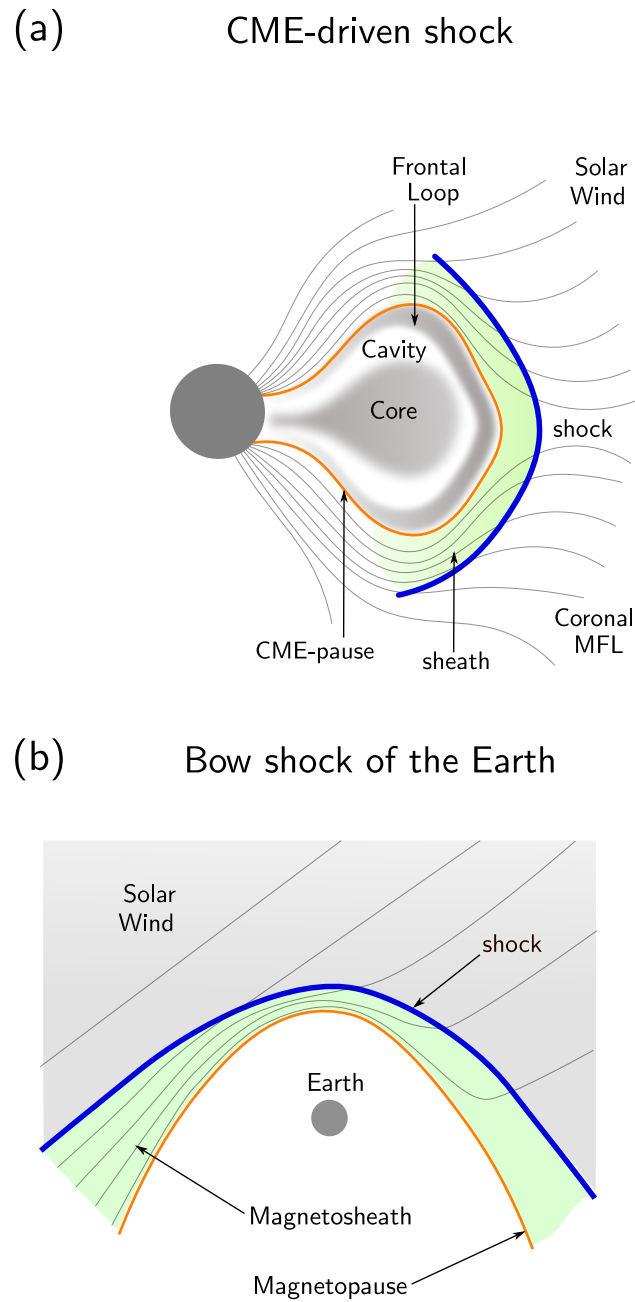 (a) CME-driven shock
Frontal
Loop
Solar
Wind
Cavity
Core
shock
CME-pause
sheath
Coronal
MFL
(b) Bow shock of the Earth
Solar
Wind
shock
Earth
Magnetosheath
Magnetopause